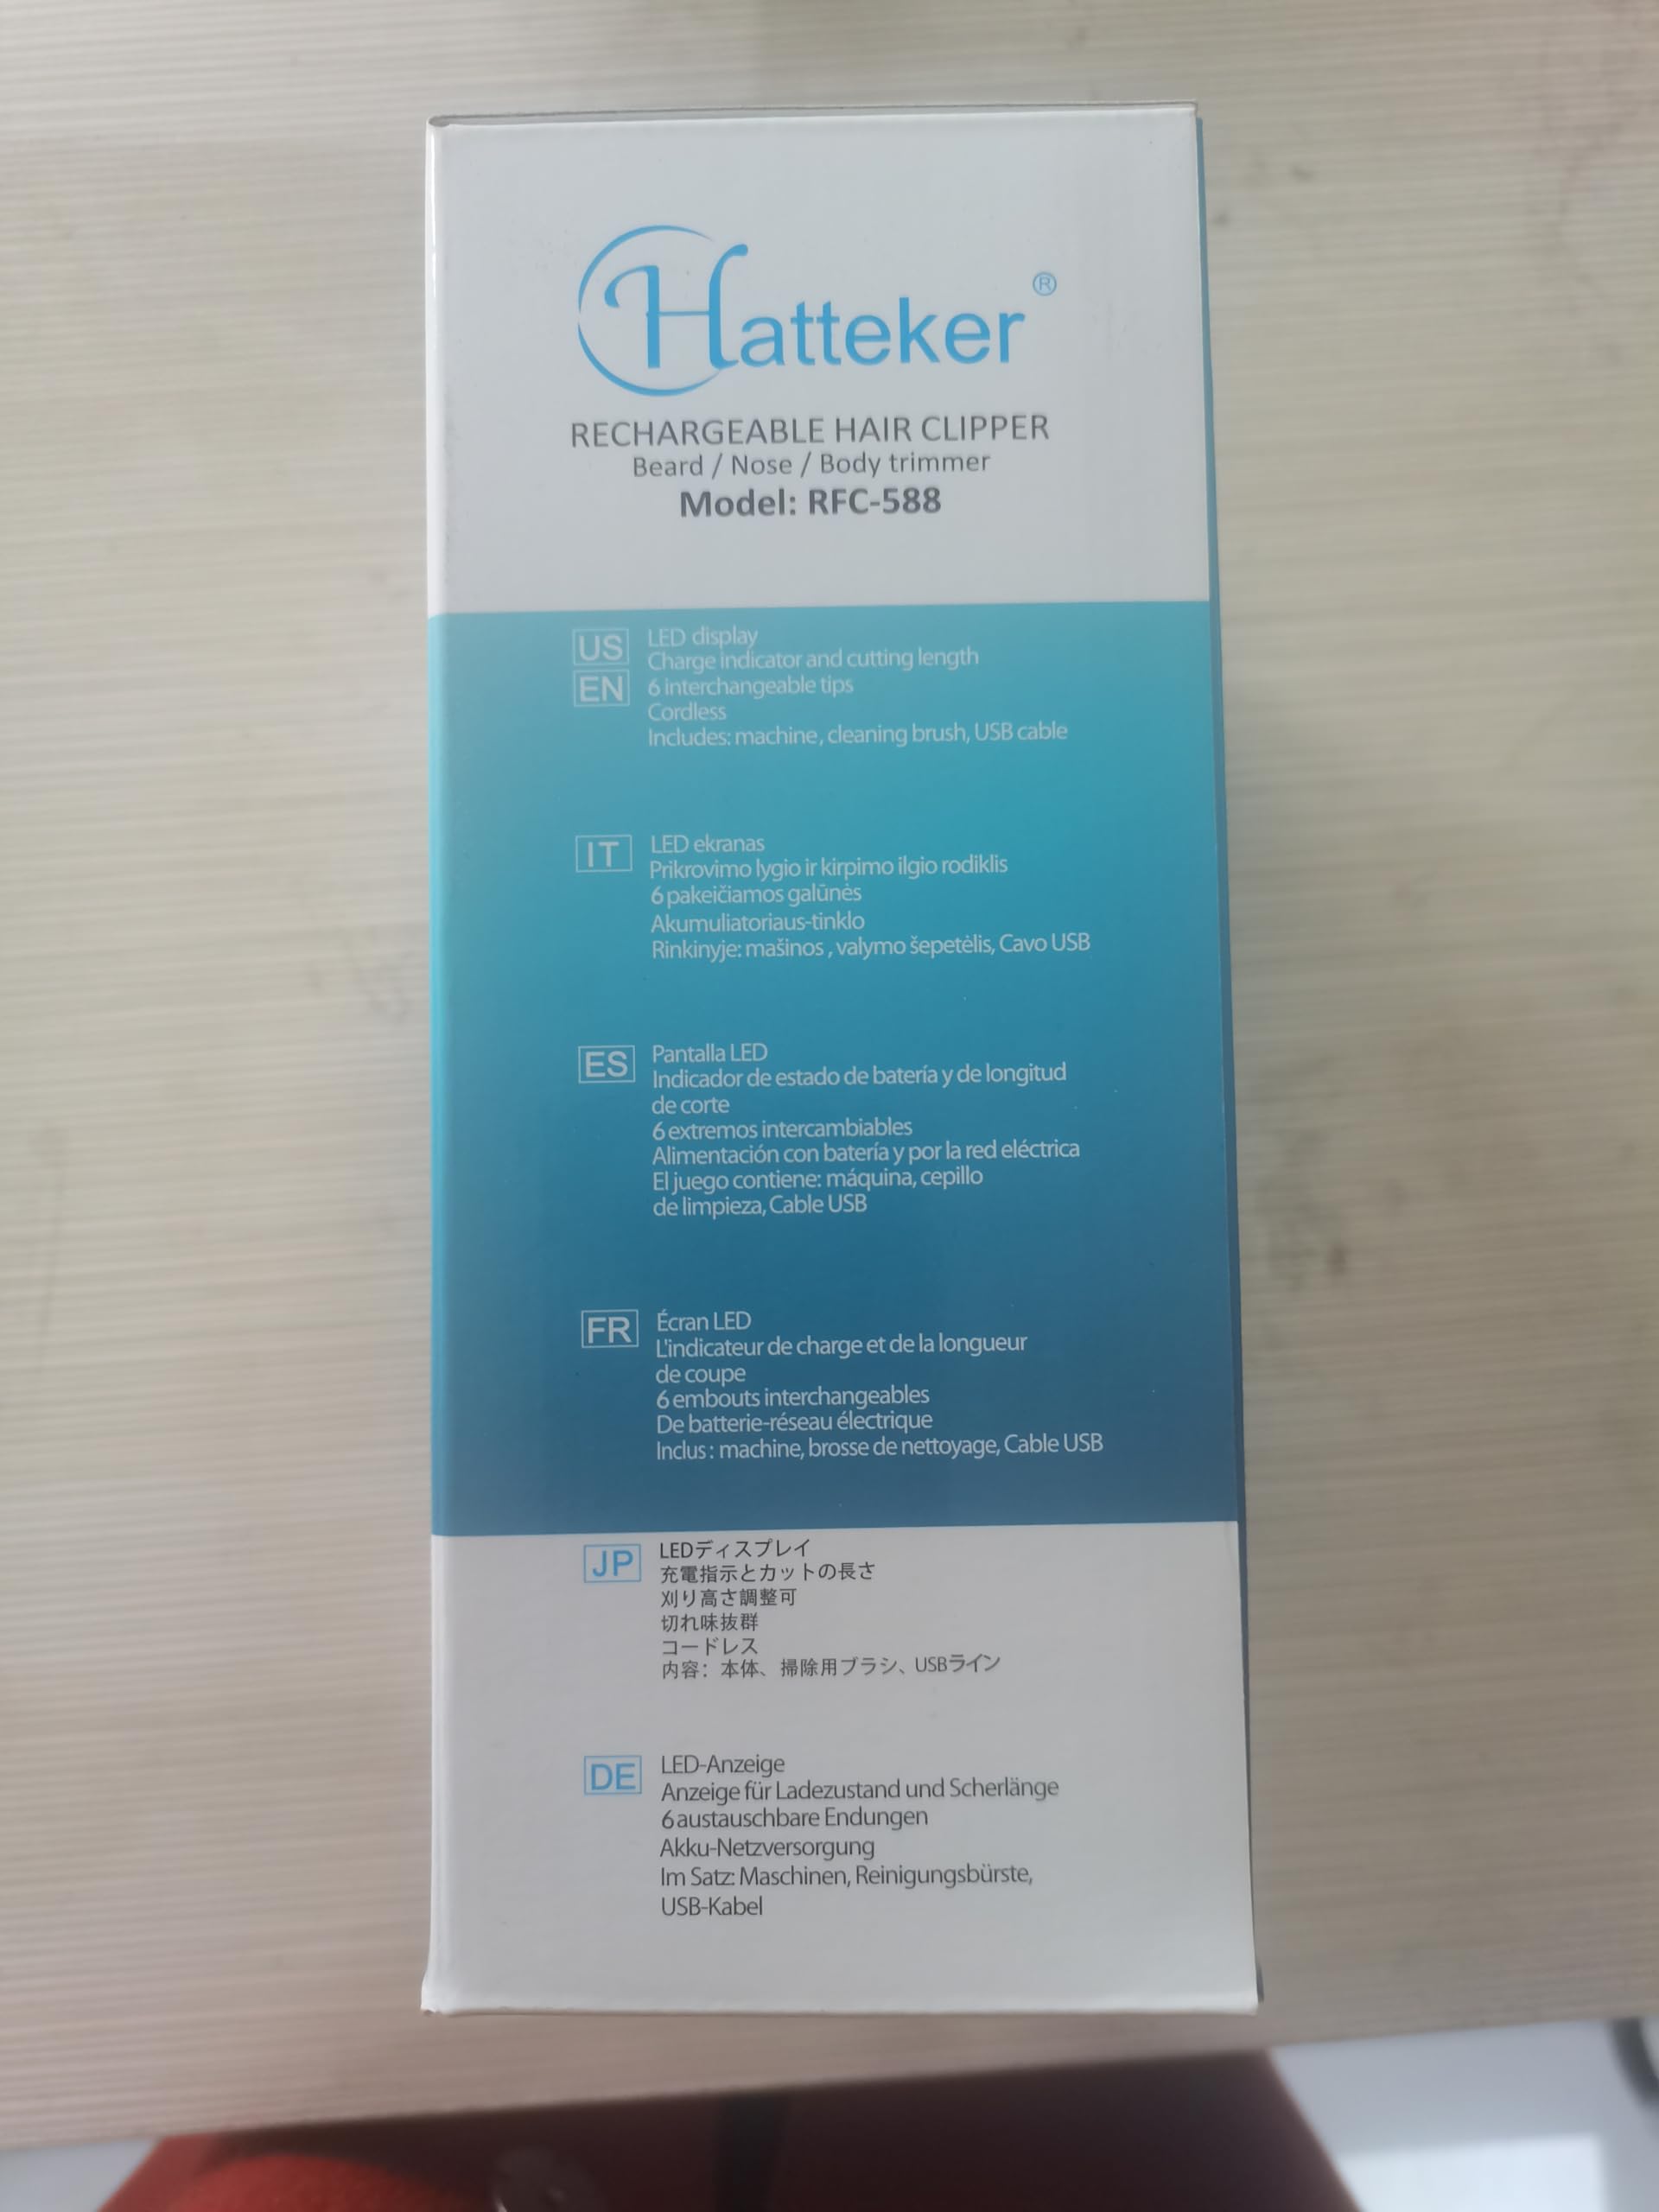 Hatteker®
RECHARGEABLE HAIR CLIPPER
Beard / Nose / Body trimmer
Model: RFC-588
US
EN
LED display
Charge indicator and cutting length
6 interchangeable tips
Cordless
Includes: machine, cleaning brush, USB cable
IT
LED ekranas
Prikrovimo lygio ir kirpimo ilgio rodiklis
6 pakeičiamos galūnės
Akumuliatoriaus-tinklo
Rinkinyje: mašinos , valymo šepetėlis, Cavo USB
ES
Pantalla LED
Indicador de estado de batería y de longitud
de corte
6 extremos intercambiables
Alimentación con batería y por la red eléctrica
El juego contiene: máquina, cepillo
de limpieza, Cable USB
FR
Écran LED
L'indicateur de charge et de la longueur
de coupe
6 embouts interchangeables
De batterie-réseau électrique
Inclus : machine, brosse de nettoyage, Cable USB
JP
LEDディスプレイ
充電指示とカットの長さ
刈り高さ調整可
切れ味抜群
コードレス
内容：本体、掃除用ブラシ、USBライン
DE
LED-Anzeige
Anzeige für Ladezustand und Scherlänge
6 austauschbare Endungen
Akku-Netzversorgung
Im Satz: Maschinen, Reinigungsbürste,
USB-Kabel